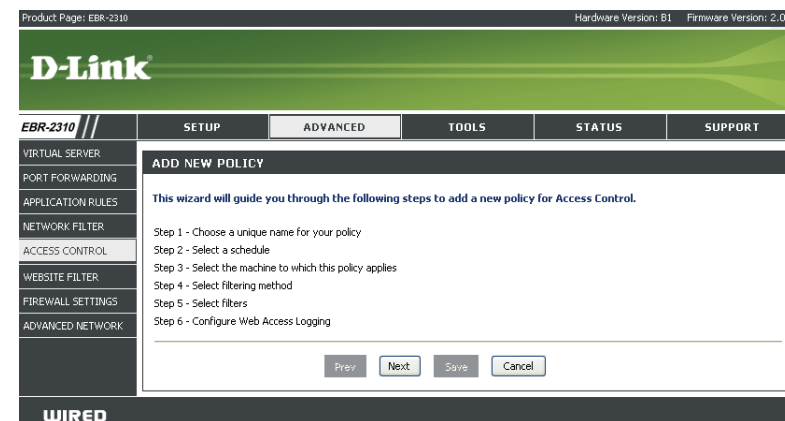 Product Page: EBR-2310 Hardware Version: B1 Firmware Version: 2.0
D-Link
EBR-2310 SETUP ADVANCED TOOLS STATUS SUPPORT
VIRTUAL SERVER
PORT FORWARDING
APPLICATION RULES
NETWORK FILTER
ACCESS CONTROL
WEBSITE FILTER
FIREWALL SETTINGS
ADVANCED NETWORK
ADD NEW POLICY
This wizard will guide you through the following steps to add a new policy for Access Control.
Step 1 - Choose a unique name for your policy
Step 2 - Select a schedule
Step 3 - Select the machine to which this policy applies
Step 4 - Select filtering method
Step 5 - Select filters
Step 6 - Configure Web Access Logging
Prev Next Save Cancel
WIRED